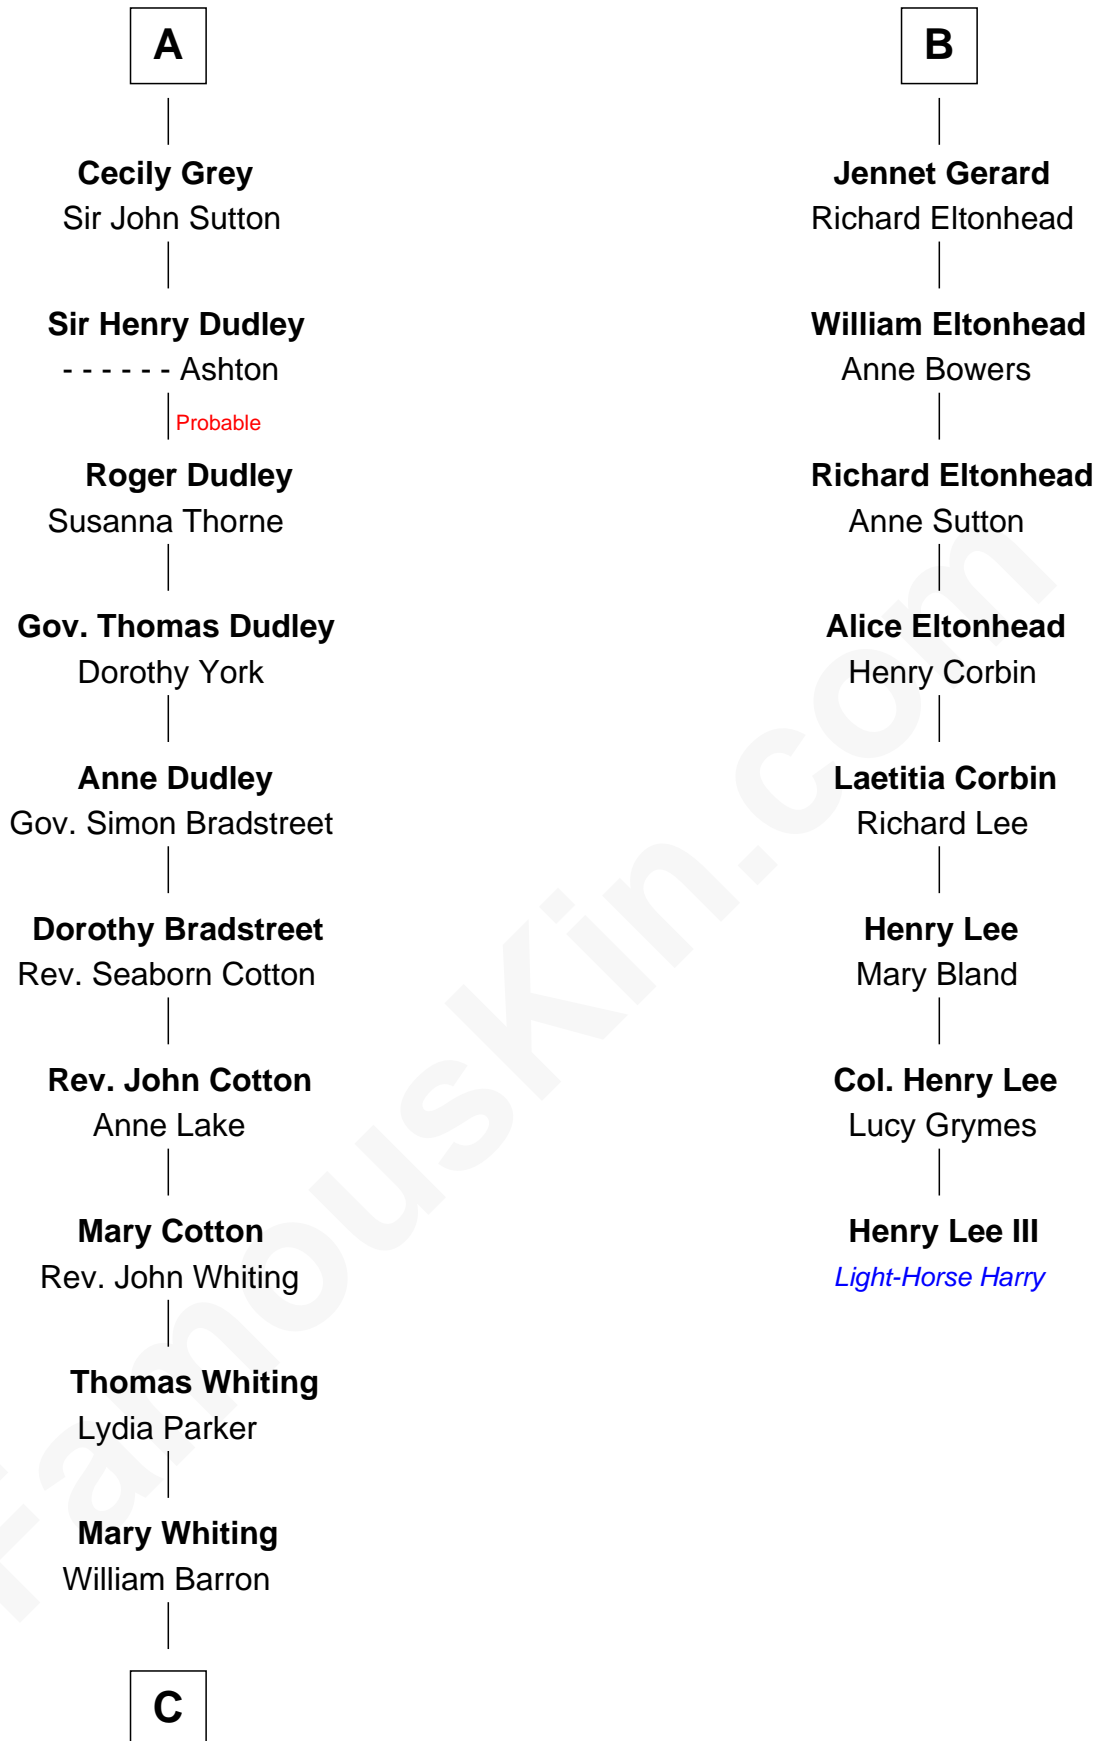 A
Cecily Grey
Sir John Sutton
Sir Henry Dudley
- - - - - - Ashton
Probable
Roger Dudley
Susanna Thorne
Gov. Thomas Dudley
Dorothy York
Anne Dudley
Gov. Simon Bradstreet
Dorothy Bradstreet
Rev. Seaborn Cotton
Rev. John Cotton
Anne Lake
Mary Cotton
Rev. John Whiting
Thomas Whiting
Lydia Parker
Mary Whiting
William Barron
C
B
Jennet Gerard
Richard Eltonhead
William Eltonhead
Anne Bowers
Richard Eltonhead
Anne Sutton
Alice Eltonhead
Henry Corbin
Laetitia Corbin
Richard Lee
Henry Lee
Mary Bland
Col. Henry Lee
Lucy Grymes
Henry Lee III
Light-Horse Harry
FamousKin.com